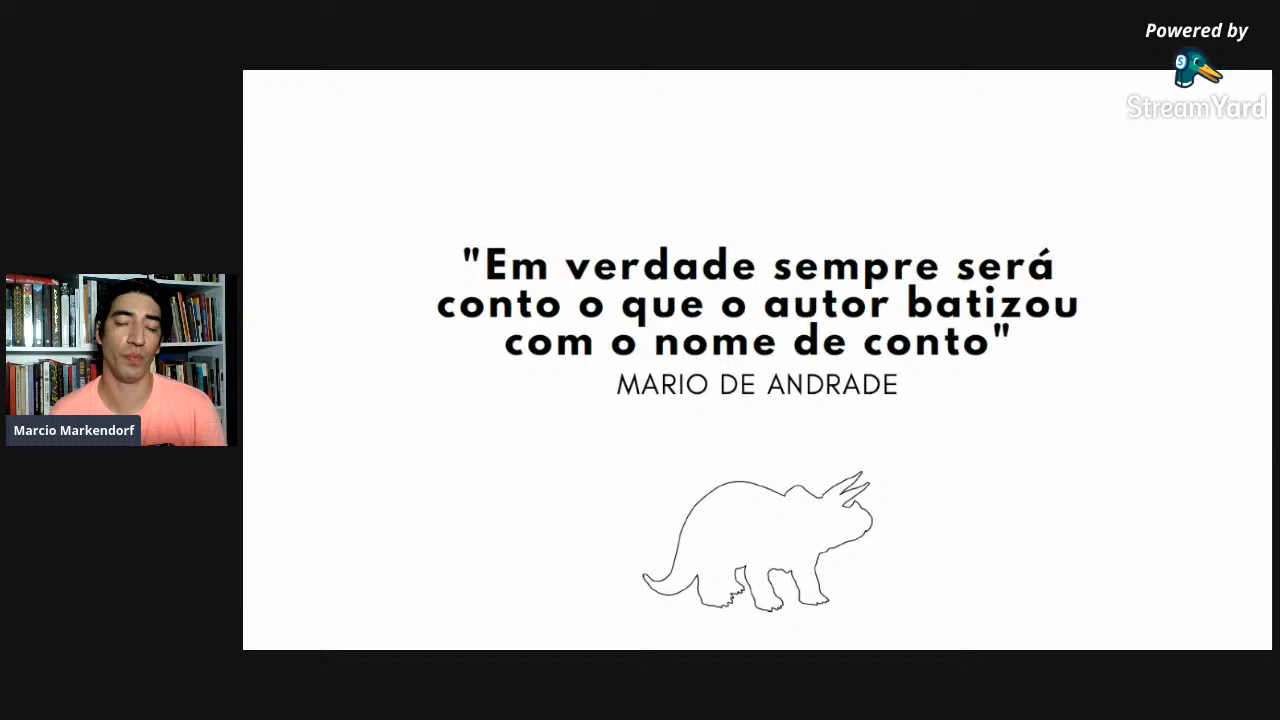 Powered by
StreamYard
"Em verdade sempre será
conto o que o autor batizou
com o nome de conto"
MARIO DE ANDRADE
Marcio Markendorf